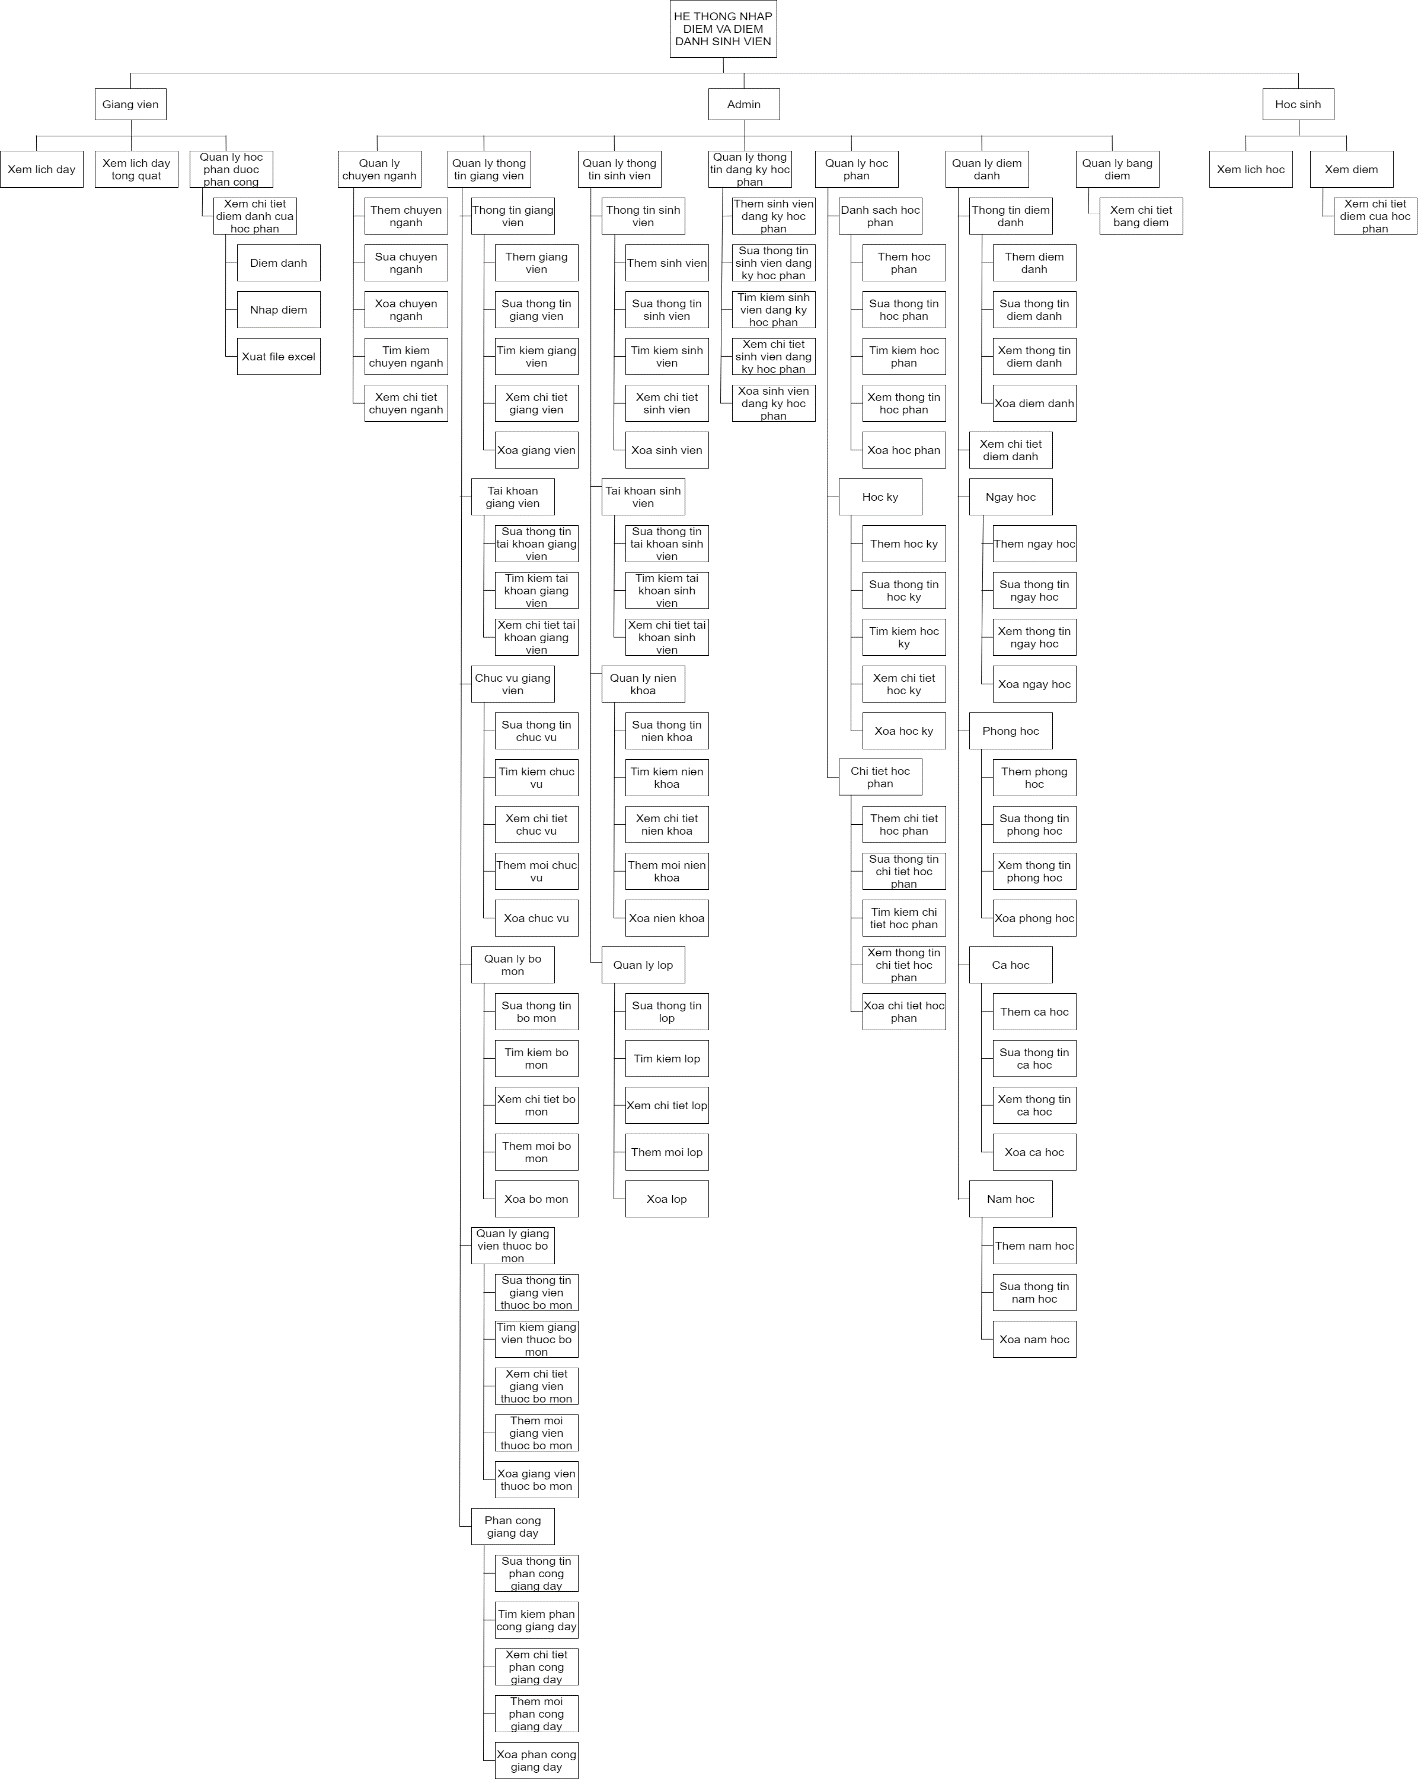 HE THONG NHAP
DIEM VA DIEM
DANH SINH VIEN
Giang vien
Admin
Hoc sinh
Xem lich day
Xem lich day
tong quat
Quan ly hoc
phan duoc
phan cong
Quan ly
chuyen nganh
Quan ly thong
tin giang vien
Quan ly thong
tin sinh vien
Quan ly thong
tin dang ky hoc
phan
Quan ly hoc
phan
Quan ly diem
danh
Quan ly bang
diem
Xem lich hoc
Xem diem
Xem chi tiet
diem danh cua
hoc phan
Diem danh
Nhap diem
Xuat file excel
Them chuyen
nganh
Sua chuyen
nganh
Xoa chuyen
nganh
Tim kiem
chuyen nganh
Xem chi tiet
chuyen nganh
Thong tin giang
vien
Them giang
vien
Sua thong tin
giang vien
Tim kiem giang
vien
Xem chi tiet
giang vien
Xoa giang vien
Tai khoan
giang vien
Sua thong tin
tai khoan giang
vien
Tim kiem tai
khoan giang
vien
Xem chi tiet tai
khoan giang
vien
Chuc vu giang
vien
Sua thong tin
chuc vu
Tim kiem chuc
vu
Xem chi tiet
chuc vu
Them moi chuc
vu
Xoa chuc vu
Quan ly bo
mon
Sua thong tin
bo mon
Tim kiem bo
mon
Xem chi tiet bo
mon
Them moi bo
mon
Xoa bo mon
Quan ly giang
vien thuoc bo
mon
Sua thong tin
giang vien
thuoc bo mon
Tim kiem giang
vien thuoc bo
mon
Xem chi tiet
giang vien
thuoc bo mon
Them moi
giang vien
thuoc bo mon
Xoa giang vien
thuoc bo mon
Phan cong
giang day
Sua thong tin
phan cong
giang day
Tim kiem phan
cong giang day
Xem chi tiet
phan cong
giang day
Them moi
phan cong
giang day
Xoa phan cong
giang day
Thong tin sinh
vien
Them sinh vien
Sua thong tin
sinh vien
Tim kiem sinh
vien
Xem chi tiet
sinh vien
Xoa sinh vien
Tai khoan sinh
vien
Sua thong tin
tai khoan sinh
vien
Tim kiem tai
khoan sinh
vien
Xem chi tiet tai
khoan sinh
vien
Quan ly nien
khoa
Sua thong tin
nien khoa
Tim kiem nien
khoa
Xem chi tiet
nien khoa
Them moi nien
khoa
Xoa nien khoa
Quan ly lop
Sua thong tin
lop
Tim kiem lop
Xem chi tiet lop
Them moi lop
Xoa lop
Them sinh vien
dang ky hoc
phan
Sua thong tin
sinh vien dang
ky hoc phan
Tim kiem sinh
vien dang ky
hoc phan
Xem chi tiet
sinh vien dang
ky hoc phan
Xoa sinh vien
dang ky hoc
phan
Danh sach hoc
phan
Them hoc
phan
Sua thong tin
hoc phan
Tim kiem hoc
phan
Xem thong tin
hoc phan
Xoa hoc phan
Hoc ky
Them hoc ky
Sua thong tin
hoc ky
Tim kiem hoc
ky
Xem chi tiet
hoc ky
Xoa hoc ky
Chi tiet hoc
phan
Them chi tiet
hoc phan
Sua thong tin
chi tiet hoc
phan
Tim kiem chi
tiet hoc phan
Xem thong tin
chi tiet hoc
phan
Xoa chi tiet hoc
phan
Thong tin diem
danh
Them diem
danh
Sua thong tin
diem danh
Xem thong tin
diem danh
Xoa diem danh
Xem chi tiet
diem danh
Ngay hoc
Them ngay hoc
Sua thong tin
ngay hoc
Xem thong tin
ngay hoc
Xoa ngay hoc
Phong hoc
Them phong
hoc
Sua thong tin
phong hoc
Xem thong tin
phong hoc
Xoa phong hoc
Ca hoc
Them ca hoc
Sua thong tin
ca hoc
Xem thong tin
ca hoc
Xoa ca hoc
Nam hoc
Them nam hoc
Sua thong tin
nam hoc
Xoa nam hoc
Xem chi tiet
bang diem
Xem chi tiet
diem cua hoc
phan